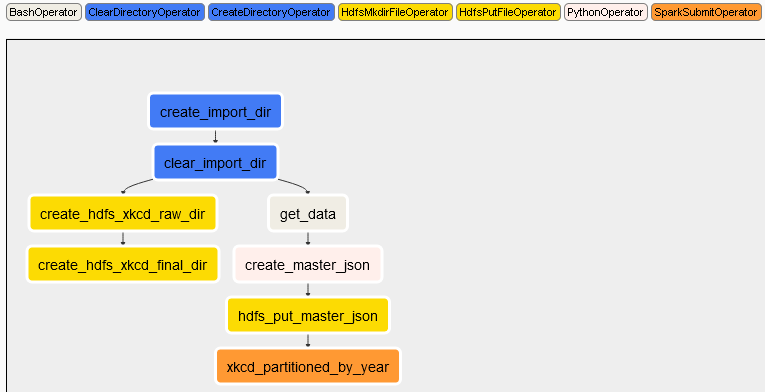 BashOperator ClearDirectoryOperator CreateDirectoryOperator HdfsMkdirFileOperator HdfsPutFileOperator PythonOperator SparkSubmitOperator
create_import_dir
clear_import_dir
create_hdfs_xkcd_raw_dir get_data
create_hdfs_xkcd_final_dir create_master_json
hdfs_put_master_json
xkcd_partitioned_by_year